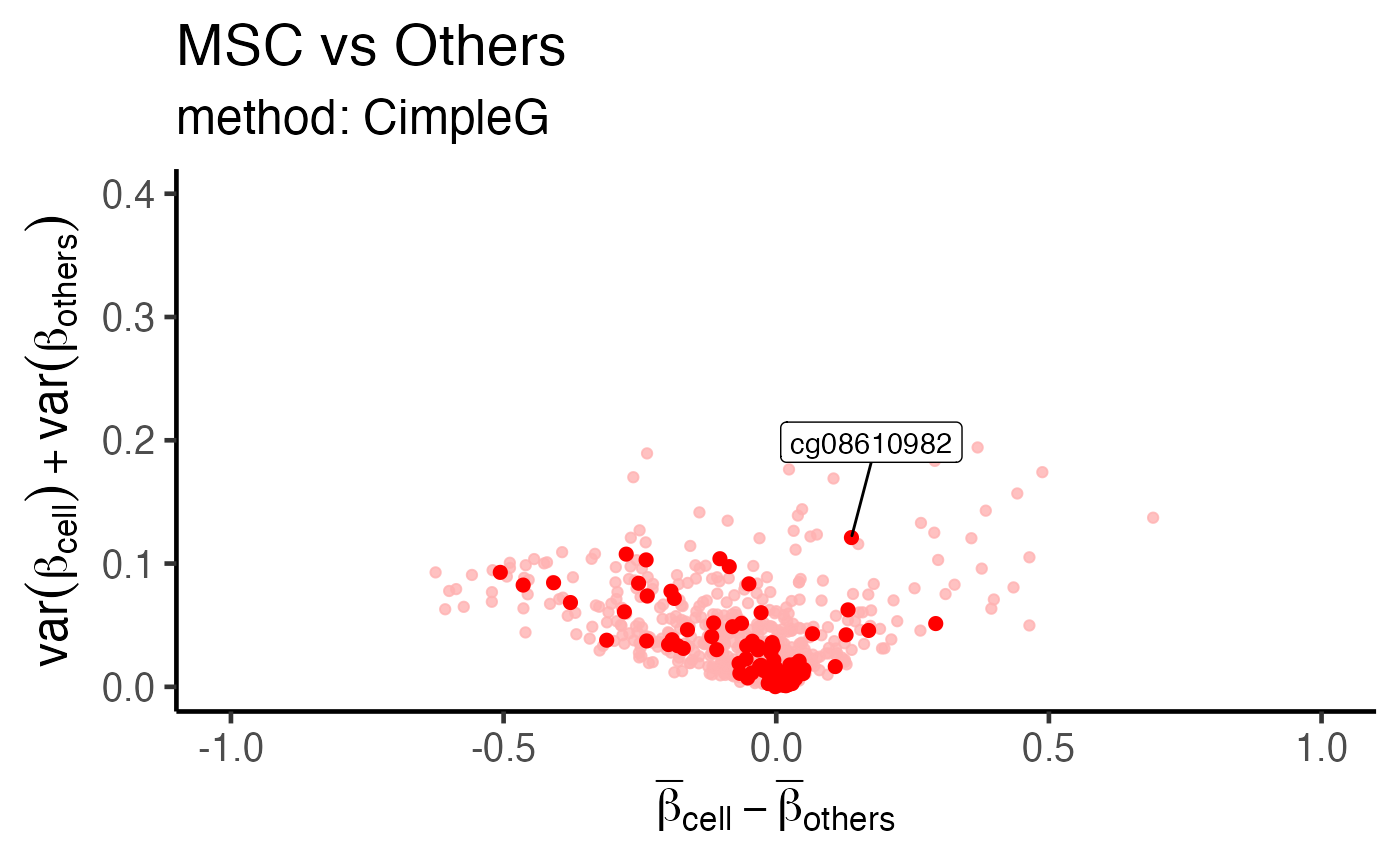 MSC vs Others
method: CimpleG
var(βcell) + var(βothers)
0.4
0.3
0.2
0.1
0.0
cg08610982
-1.0 -0.5 0.0 0.5 1.0
β̅cell − β̅others